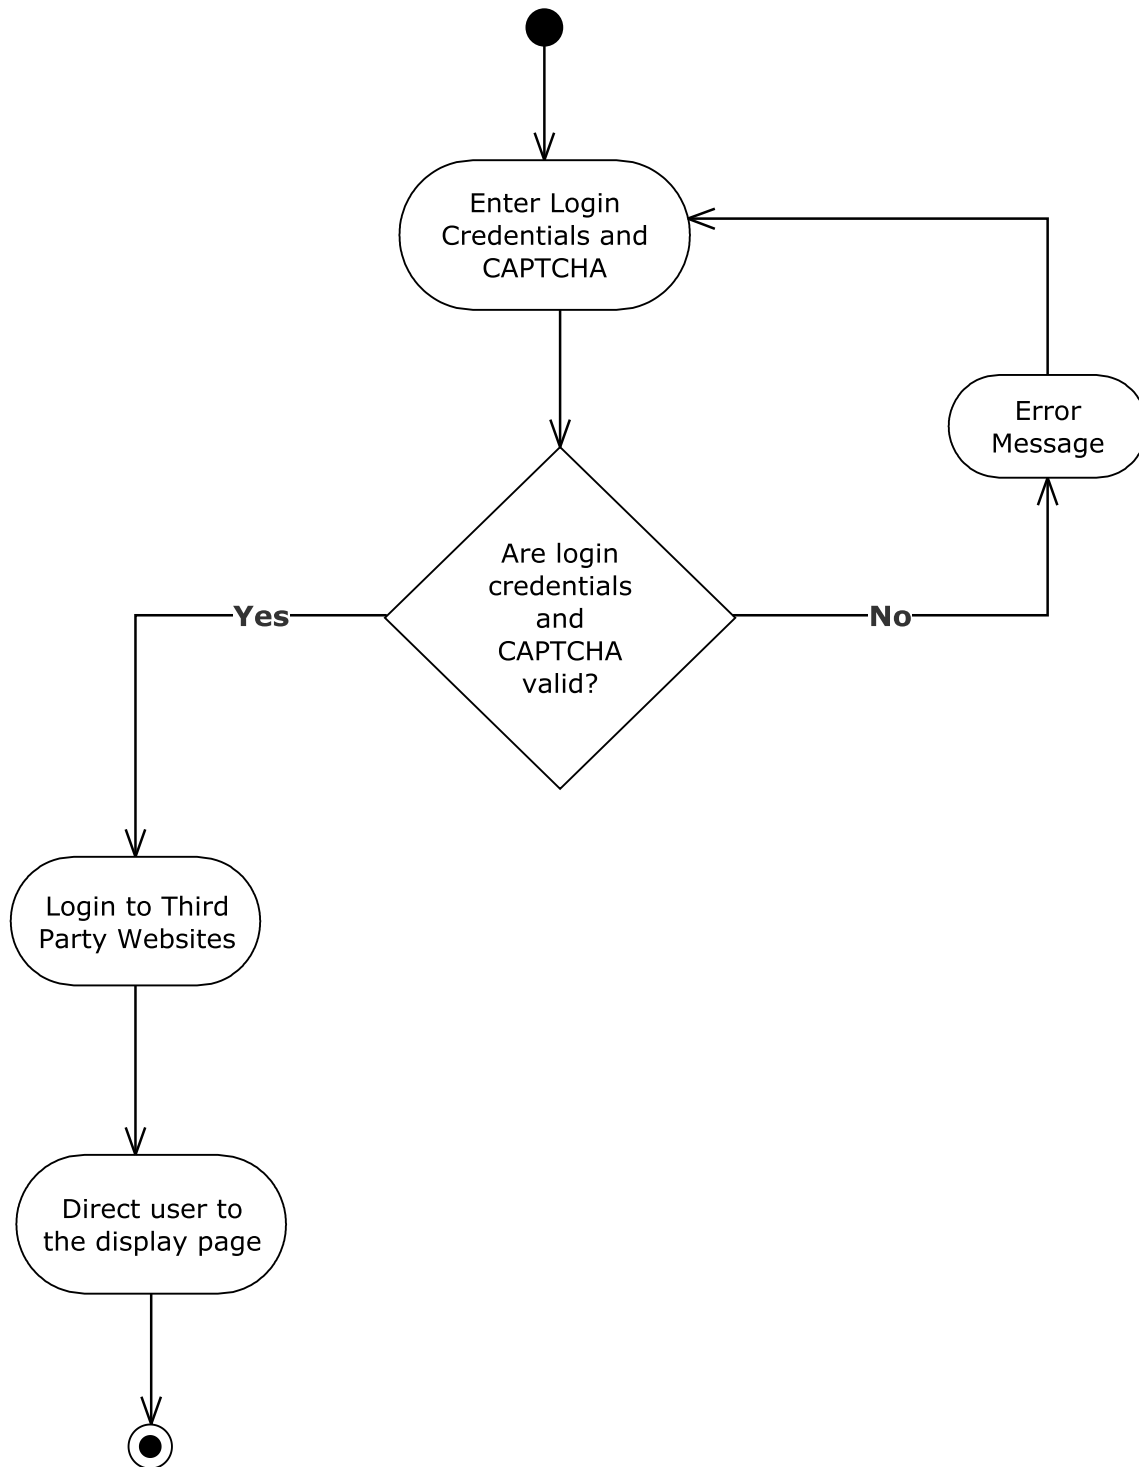 Enter Login
Credentials and
CAPTCHA
Error
Message
Are login
credentials
and
CAPTCHA
valid?
Yes
No
Login to Third
Party Websites
Direct user to
the display page